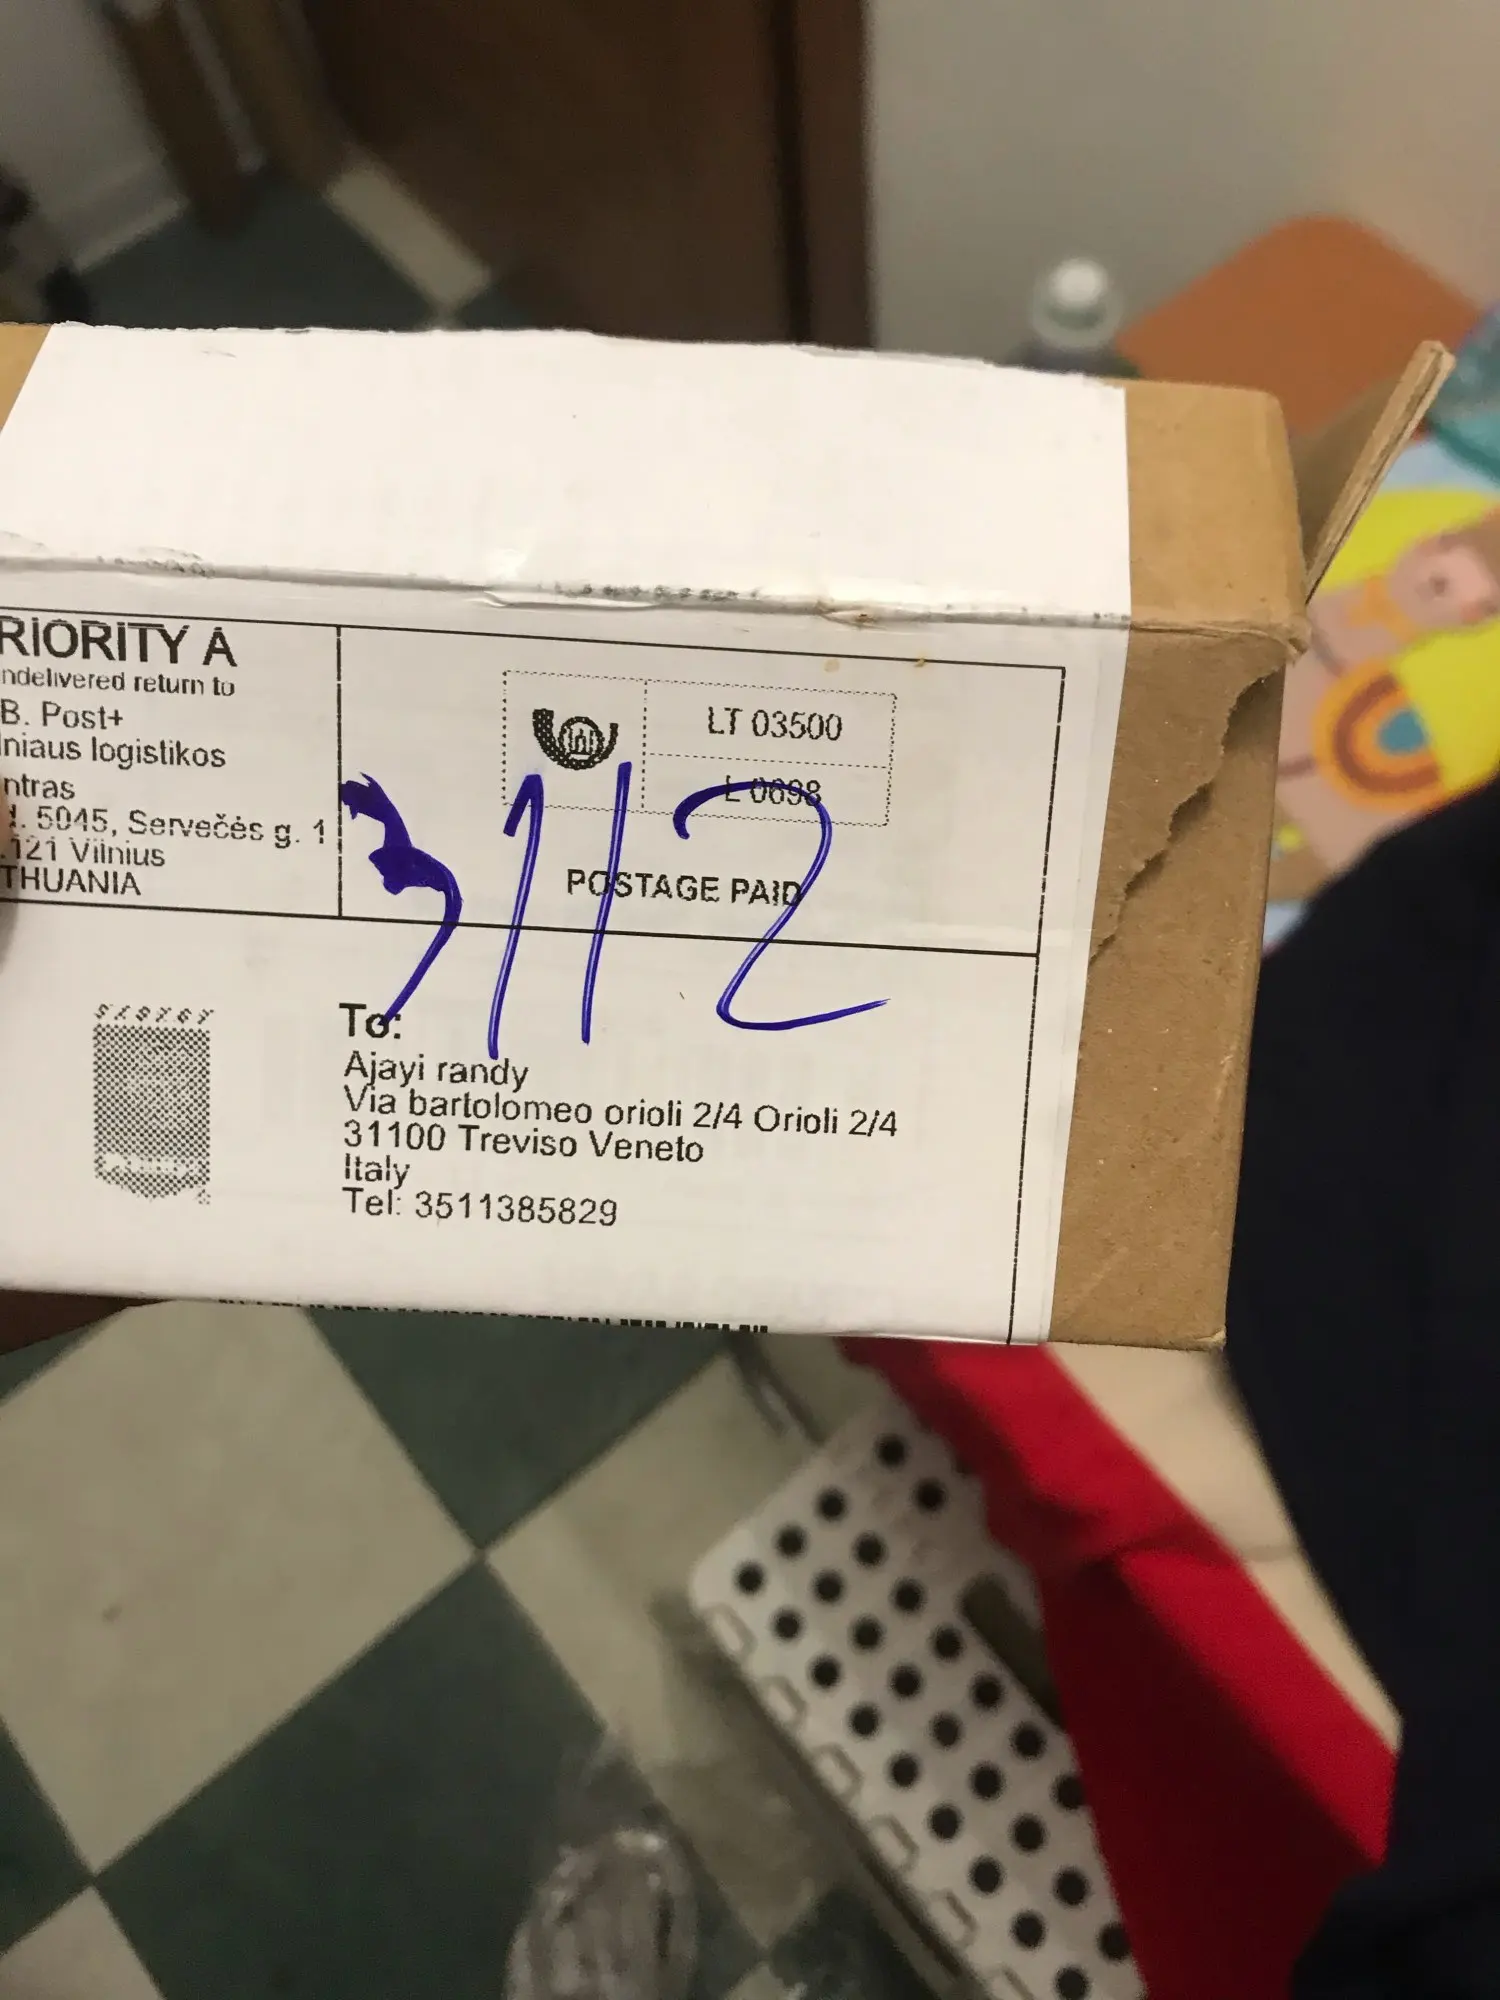 RIORITY A
ndelivered return to
B. Post+
lniaus logistikos
ntras
d. 5045, Servečės g. 1
121 Vilnius
THUANIA
LT 03500
L 0698
POSTAGE PAID
3112
To:
Ajayi randy
Via bartolomeo orioli 2/4 Orioli 2/4
31100 Treviso Veneto
Italy
Tel: 3511385829